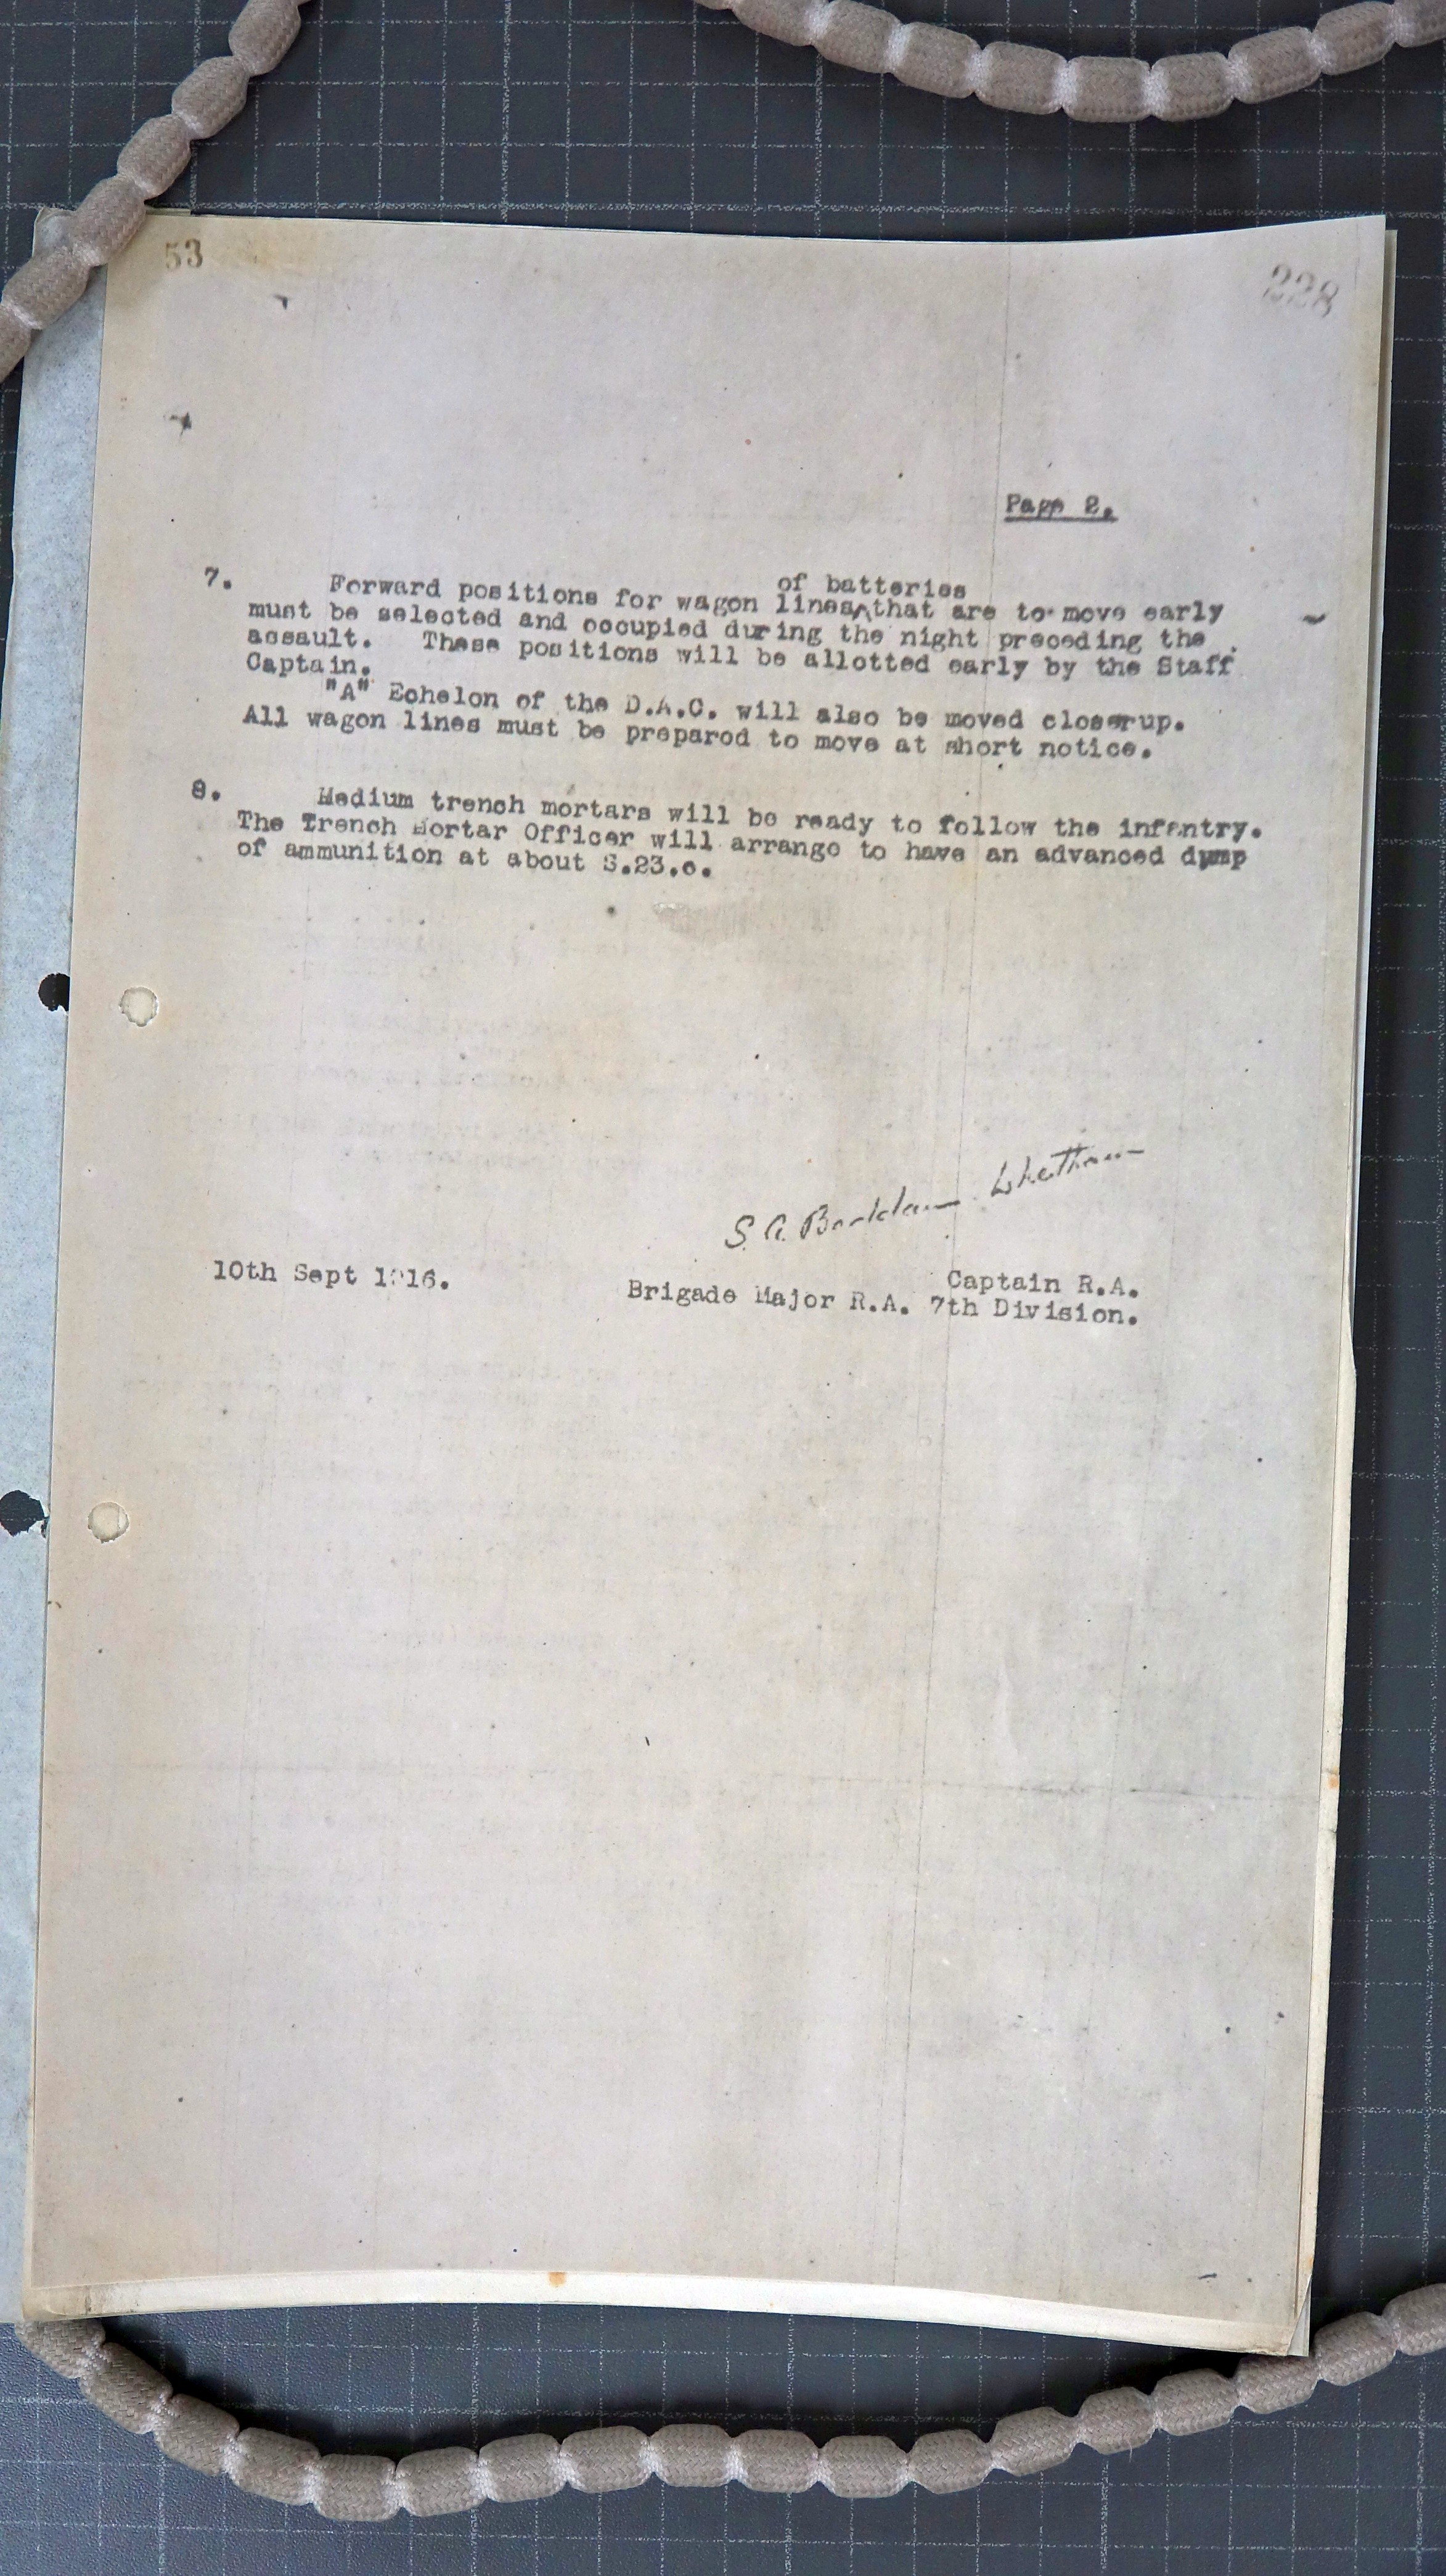 53
228
Page 2.
7. Forward positions for wagon lines of batteries that are to move early
must be selected and occupied during the night preceding the
assault. These positions will be allotted early by the Staff
Captain.
"A" Echelon of the D.A.C. will also be moved closerup.
All wagon lines must be prepared to move at short notice.
8. Medium trench mortars will be ready to follow the infantry.
The Trench Mortar Officer will arrange to have an advanced dump
of ammunition at about S.23.c.
S. A.
10th Sept 1916.
Captain R.A.
Brigade Major R.A. 7th Division.